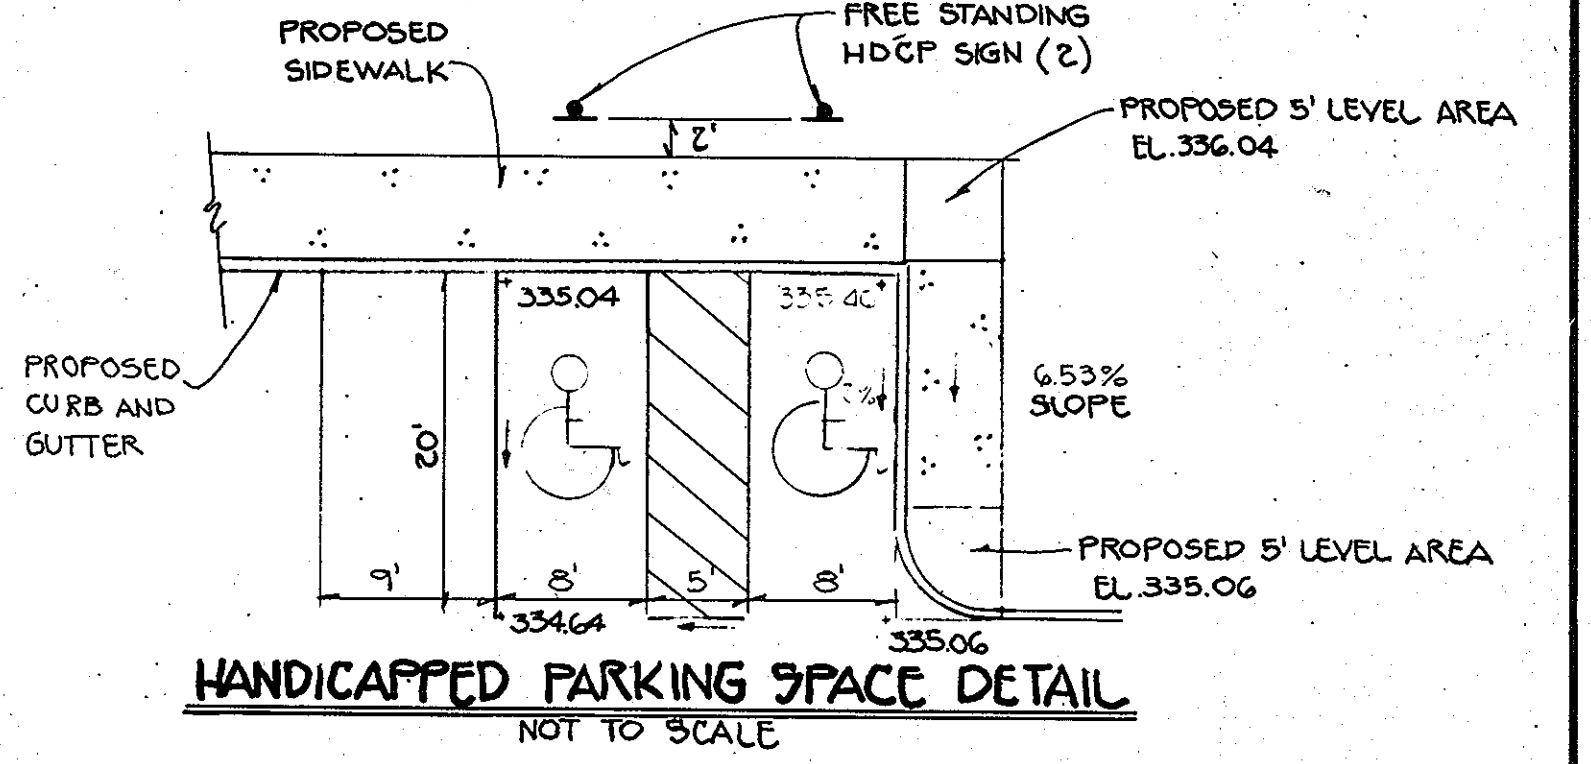 PROPOSED
SIDEWALK
FREE STANDING
HDCP SIGN (2)
2'
PROPOSED 5' LEVEL AREA
EL.336.04
335.04
PROPOSED
CURB AND
GUTTER
20'
6.53%
SLOPE
9'
8'
5'
8'
PROPOSED 5' LEVEL AREA
EL.335.06
334.64
335.06
HANDICAPPED PARKING SPACE DETAIL
NOT TO SCALE